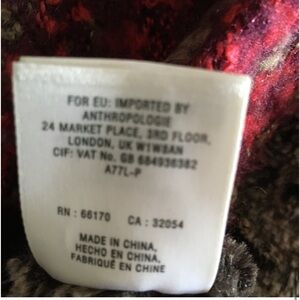 FOR EU: IMPORTED BY
ANTHROPOLOGIE
24 MARKET PLACE, 3RD FLOOR,
LONDON, UK W1W8AN
CIF: VAT No. GB 684936382
A77L-P
RN : 66170 CA : 32054
MADE IN CHINA,
HECHO EN CHINA,
FABRIQUÉ EN CHINE